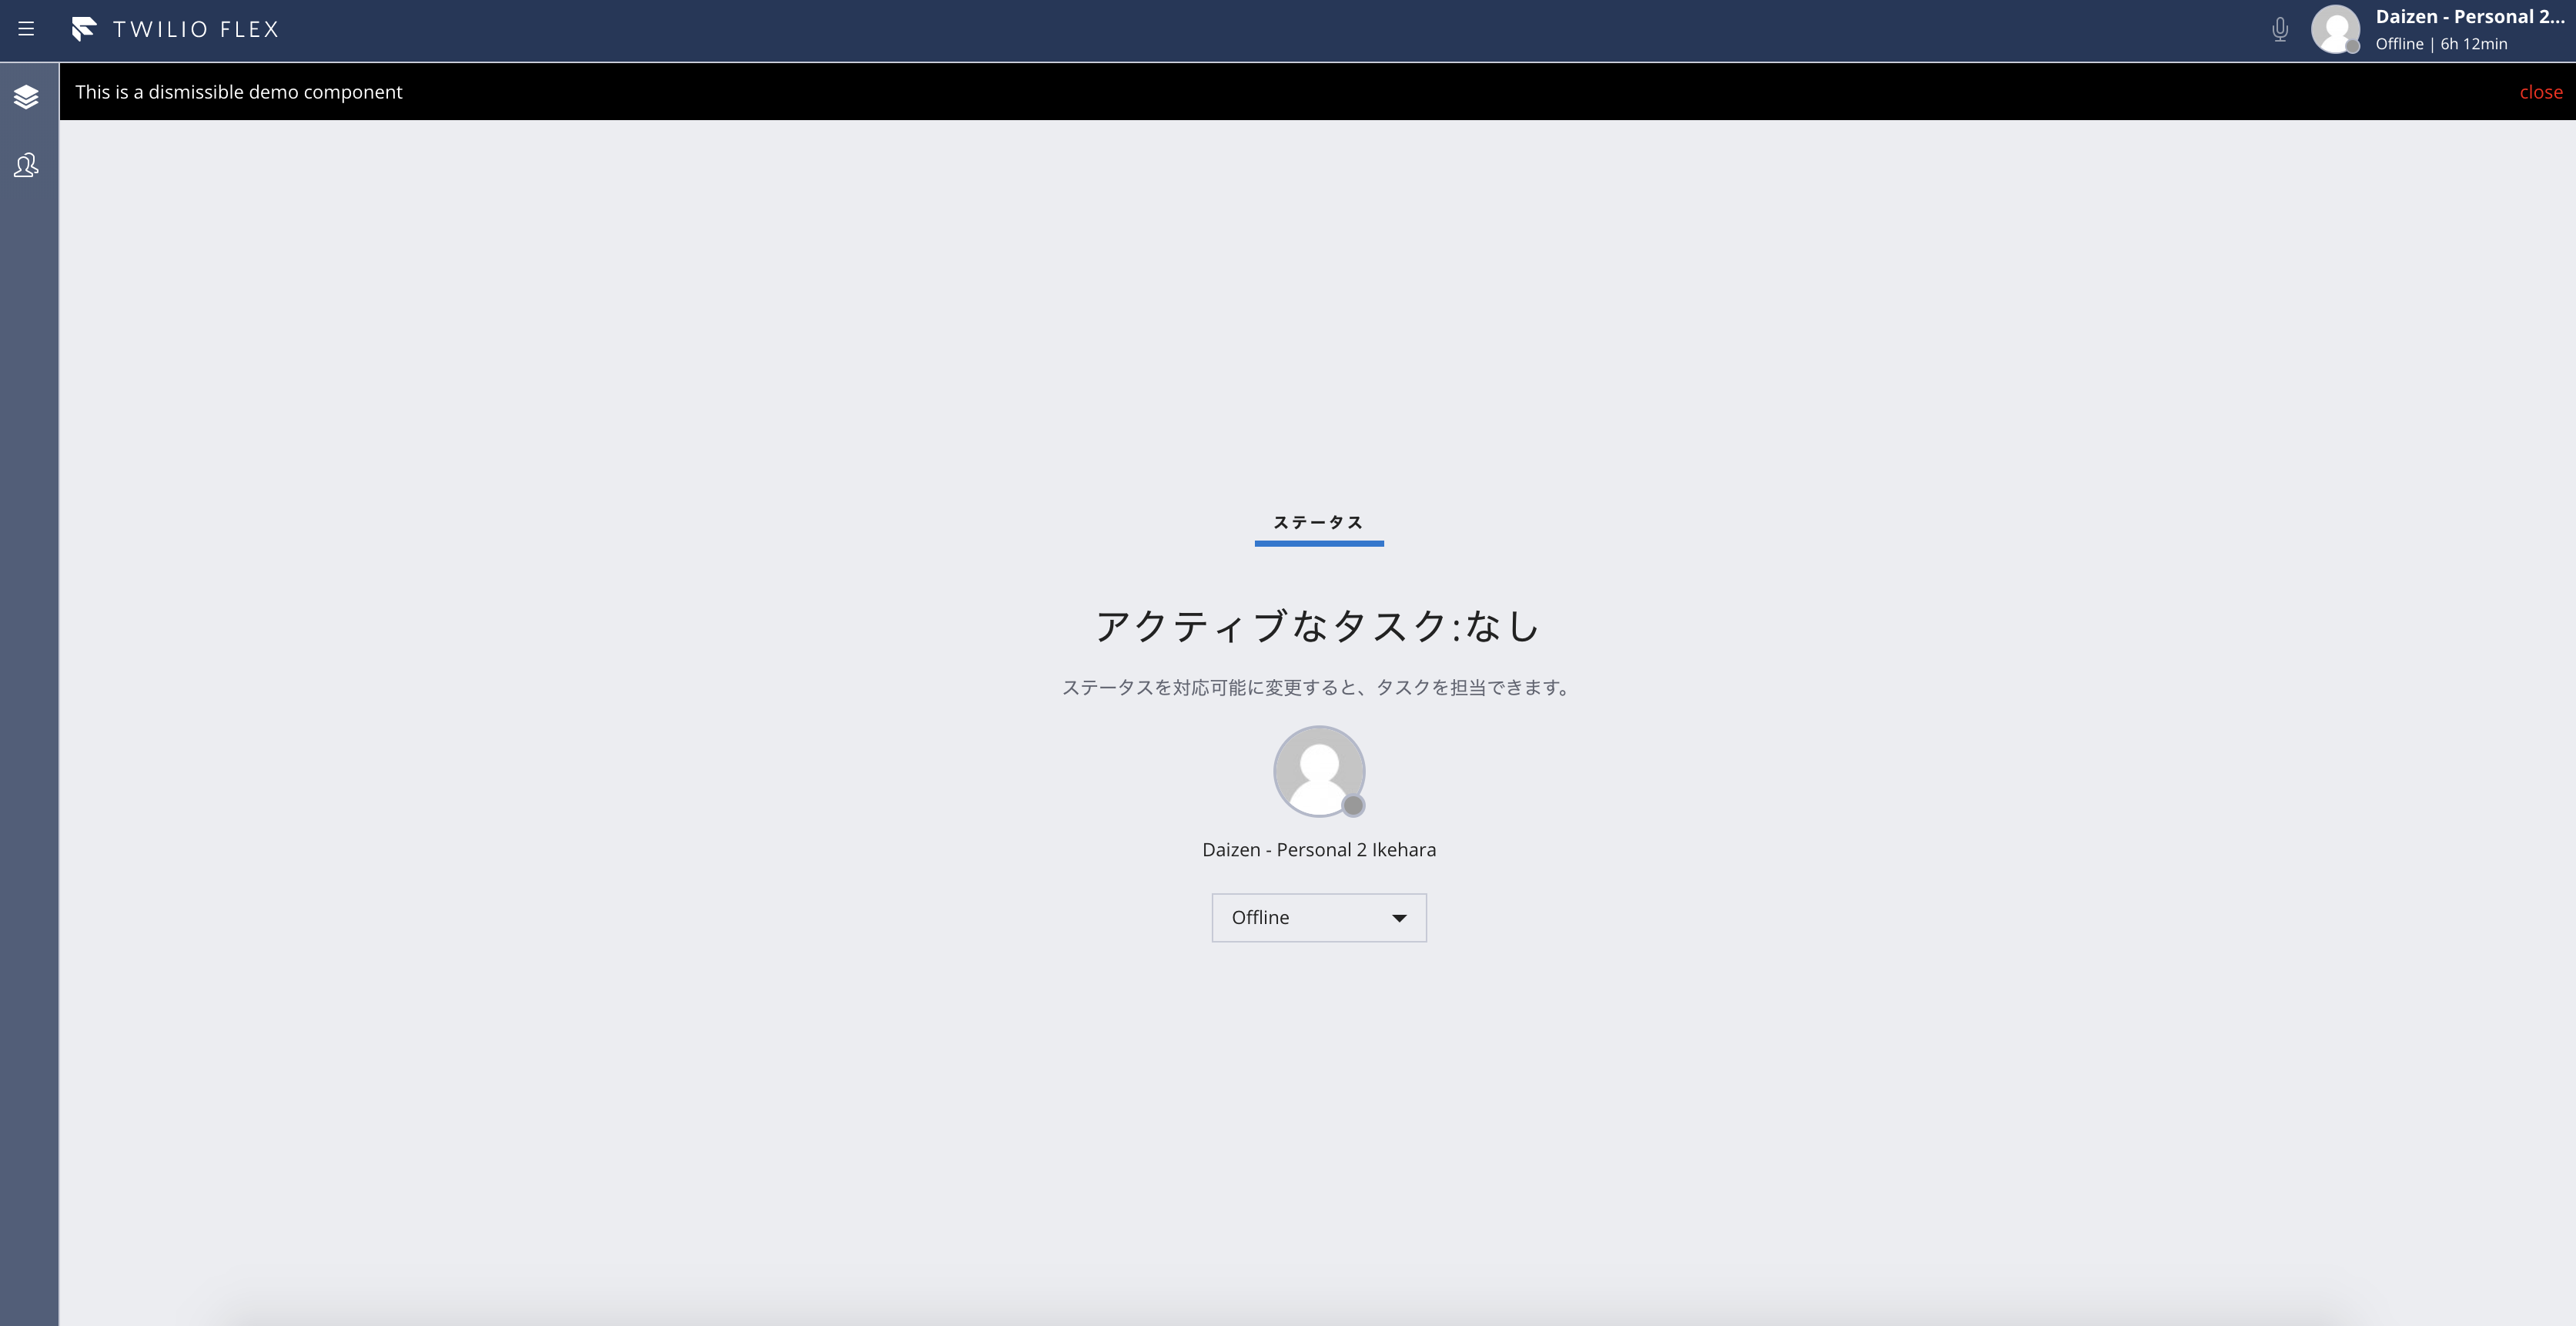 TWILIO FLEX
Daizen - Personal 2...
Offline | 6h 12min
This is a dismissible demo component
close
ステータス
アクティブなタスク:なし
ステータスを対応可能に変更すると、タスクを担当できます。
Daizen - Personal 2 Ikehara
Offline